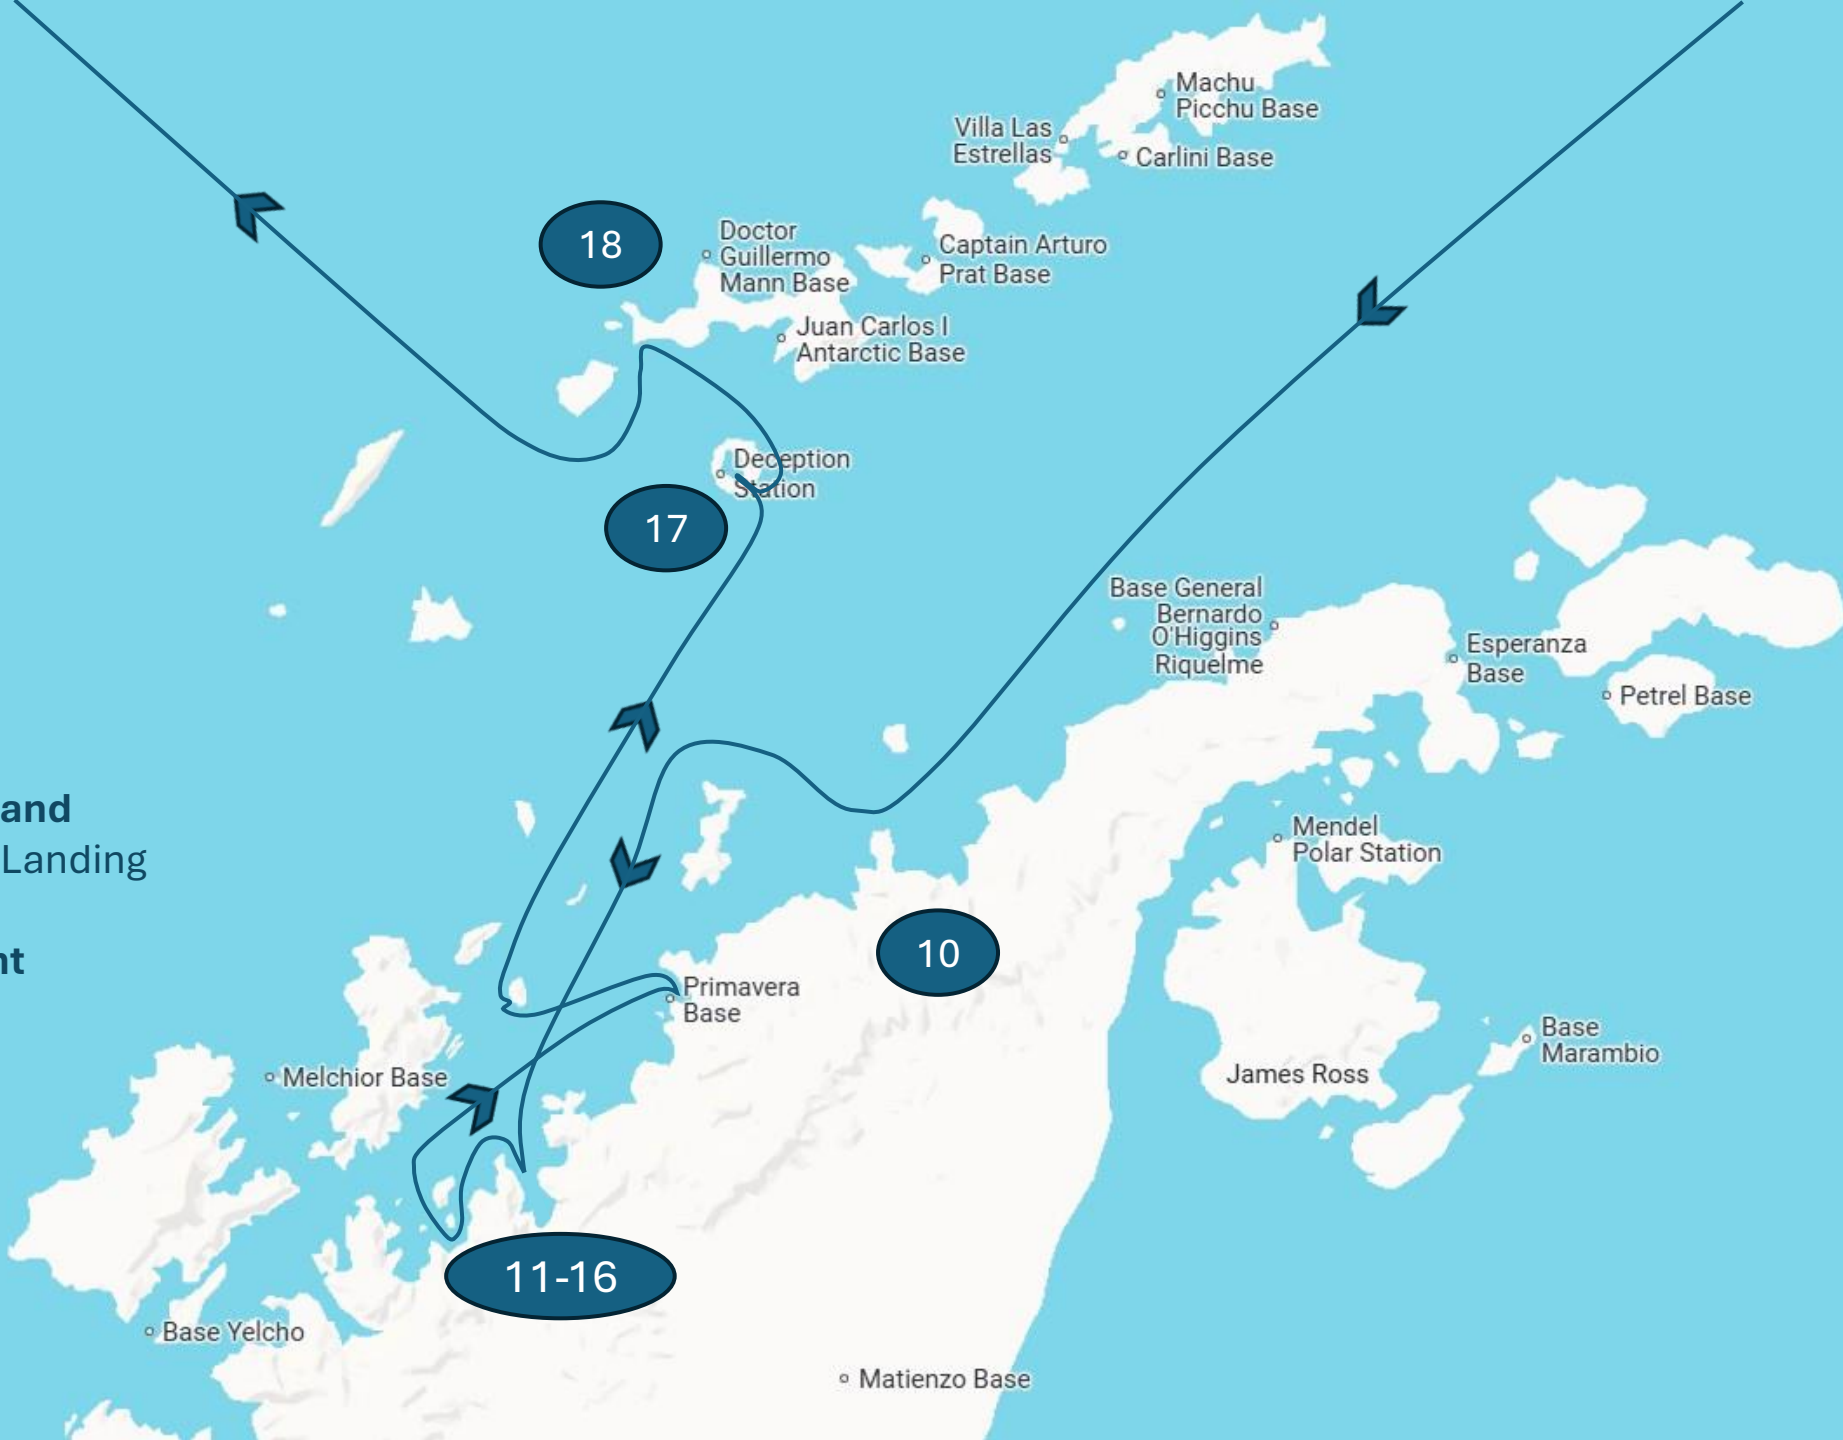 Machu
Picchu Base
Villa Las
Estrellas
Carlini Base
18
Doctor
Guillermo
Mann Base
Captain Arturo
Prat Base
Juan Carlos I
Antarctic Base
Deception
Station
17
Base General
Bernardo
O'Higgins
Riquelme
Esperanza
Base
Petrel Base
and
Landing
nt
Mendel
Polar Station
10
Primavera
Base
Base
Marambio
Melchior Base
James Ross
11-16
Base Yelcho
Matienzo Base